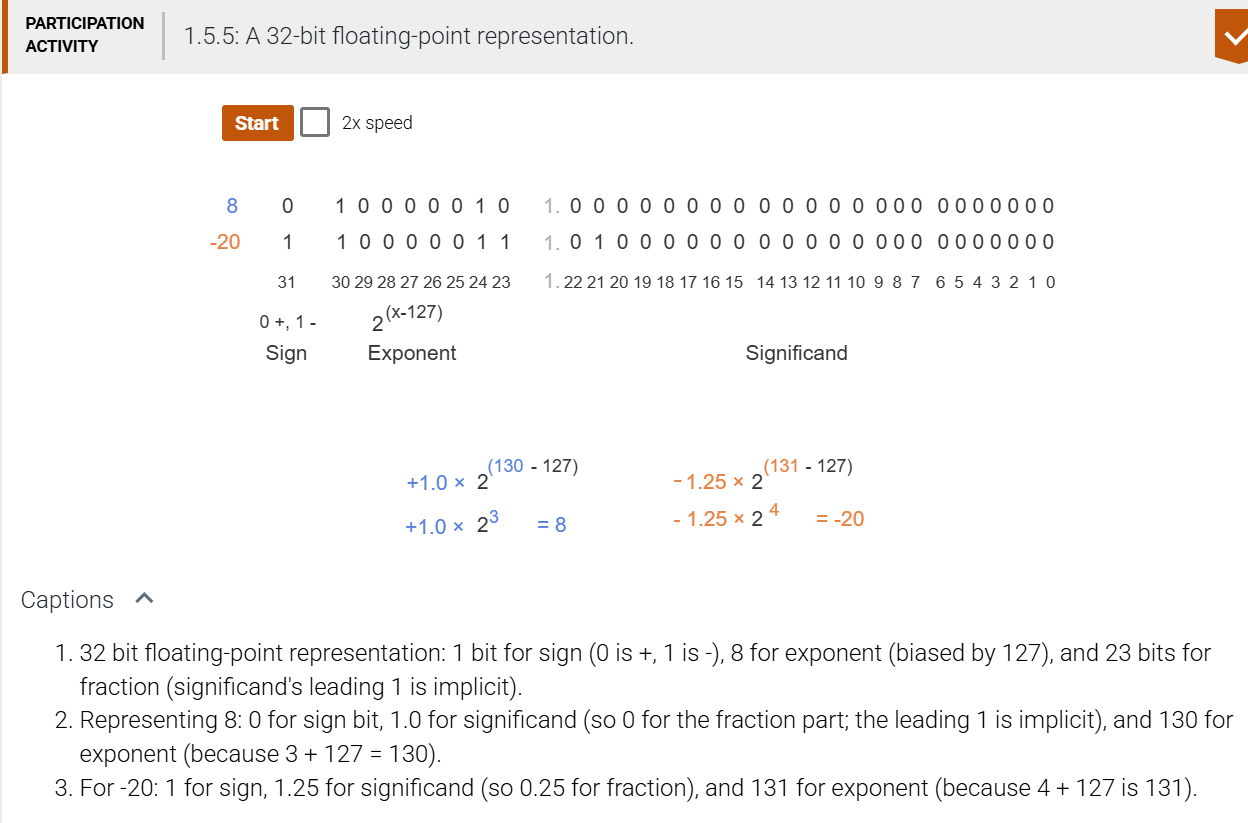 PARTICIPATION
ACTIVITY
1.5.5: A 32-bit floating-point representation.
Start 2x speed
8 0 1 0 0 0 0 0 1 0 1. 0 0 0 0 0 0 0 0 0 0 0 0 0 0 0 0 0 0 0 0 0 0 0
-20 1 1 0 0 0 0 0 1 1 1. 0 1 0 0 0 0 0 0 0 0 0 0 0 0 0 0 0 0 0 0 0 0 0
31 30 29 28 27 26 25 24 23 1. 22 21 20 19 18 17 16 15 14 13 12 11 10 9 8 7 6 5 4 3 2 1 0
0 +, 1 - 2(x-127)
Sign Exponent Significand
+1.0 × 2(130 - 127) - 1.25 × 2(131 - 127)
+1.0 × 23 = 8 - 1.25 × 2 4 = -20
Captions
1. 32 bit floating-point representation: 1 bit for sign (0 is +, 1 is -), 8 for exponent (biased by 127), and 23 bits for
fraction (significand's leading 1 is implicit).
2. Representing 8: 0 for sign bit, 1.0 for significand (so 0 for the fraction part; the leading 1 is implicit), and 130 for
exponent (because 3 + 127 = 130).
3. For -20: 1 for sign, 1.25 for significand (so 0.25 for fraction), and 131 for exponent (because 4 + 127 is 131).